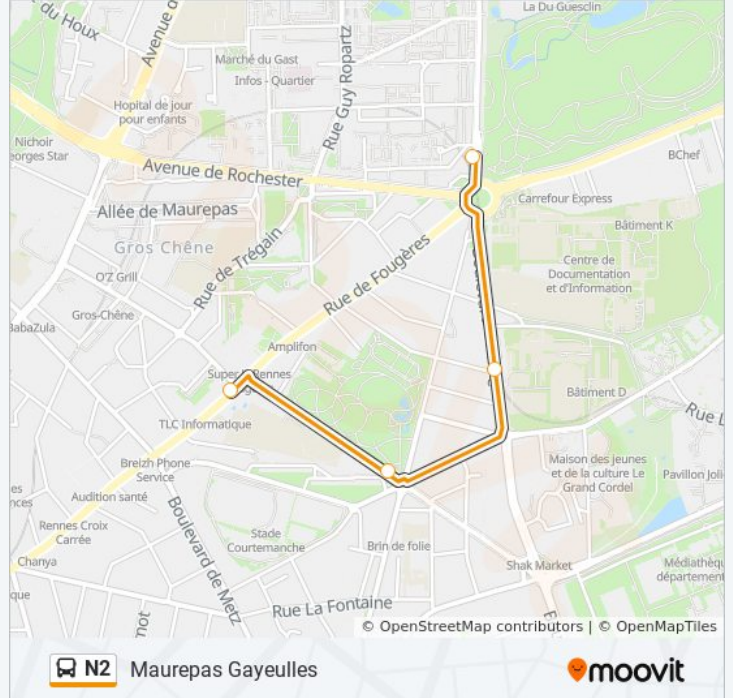 La Du Guesclin
du Houx
Avenue d
Marché du Gast
Infos - Quartier
Rue Guy Ropartz
Hopital de jour
pour enfants
Nichoir
eorges Star
BChef
Avenue de Rochester
Carrefour Express
Allée de Maurepas
Bâtiment K
Gros Chêne
Rue de Trégain
Rue de Fougères
Centre de
Documentation
et d'Information
O'Z Grill
Gros-Chêne
BabaZula
Amplifon
Rennes
Bâtiment D
TLC Informatique
Rue L
Breizh Phone
Service
Maison des jeunes
et de la culture Le
Grand Cordel
Pavillon Joli
es
nces
Audition santé
Rennes Croix
Carrée
Boulevard de Metz
Stade
Courtemanche
Brin de folie
Chanya
Shak Market
Médiathèqu
département
que
mot
Rue La Fontaine
© OpenStreetMap contributors | © OpenMapTiles
N2 Maurepas Gayeulles
moovit